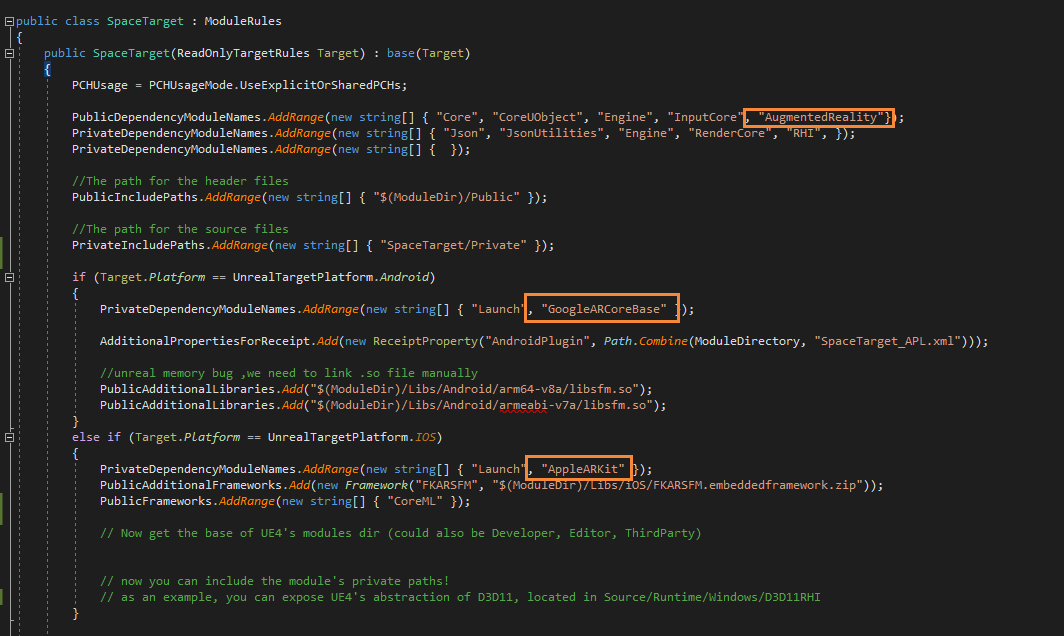 public class SpaceTarget : ModuleRules
{
public SpaceTarget(ReadOnlyTargetRules Target) : base(Target)
{
PCHUsage = PCHUsageMode.UseExplicitOrSharedPCHs;
PublicDependencyModuleNames.AddRange(new string[] { "Core", "CoreUObject", "Engine", "InputCore", "AugmentedReality"});
PrivateDependencyModuleNames.AddRange(new string[] { "Json", "JsonUtilities", "Engine", "RenderCore", "RHI", });
PrivateDependencyModuleNames.AddRange(new string[] {  });
//The path for the header files
PublicIncludePaths.AddRange(new string[] { "$(ModuleDir)/Public" });
//The path for the source files
PrivateIncludePaths.AddRange(new string[] { "SpaceTarget/Private" });
if (Target.Platform == UnrealTargetPlatform.Android)
{
PrivateDependencyModuleNames.AddRange(new string[] { "Launch", "GoogleARCoreBase" });
AdditionalPropertiesForReceipt.Add(new ReceiptProperty("AndroidPlugin", Path.Combine(ModuleDirectory, "SpaceTarget_APL.xml")));
//unreal memory bug ,we need to link .so file manually
PublicAdditionalLibraries.Add("$(ModuleDir)/Libs/Android/arm64-v8a/libsfm.so");
PublicAdditionalLibraries.Add("$(ModuleDir)/Libs/Android/armeabi-v7a/libsfm.so");
}
else if (Target.Platform == UnrealTargetPlatform.IOS)
{
PrivateDependencyModuleNames.AddRange(new string[] { "Launch", "AppleARKit" });
PublicAdditionalFrameworks.Add(new Framework("FKARSFM", "$(ModuleDir)/Libs/iOS/FKARSFM.embeddedframework.zip"));
PublicFrameworks.AddRange(new string[] { "CoreML" });
// Now get the base of UE4's modules dir (could also be Developer, Editor, ThirdParty)
// now you can include the module's private paths!
// as an example, you can expose UE4's abstraction of D3D11, located in Source/Runtime/Windows/D3D11RHI
}